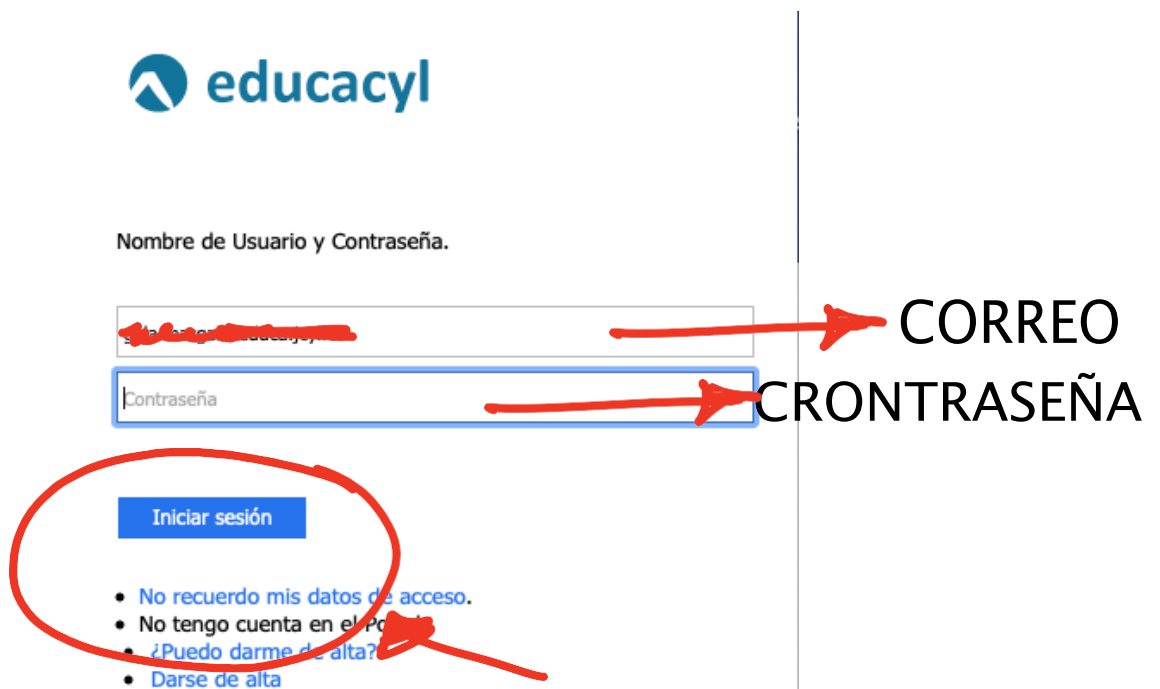 educacyl
Nombre de Usuario y Contraseña.
CORREO
Contraseña
CRONTRASEÑA
Iniciar sesión
No recuerdo mis datos de acceso.
No tengo cuenta en el
¿Puedo darme de alta?
Darse de alta